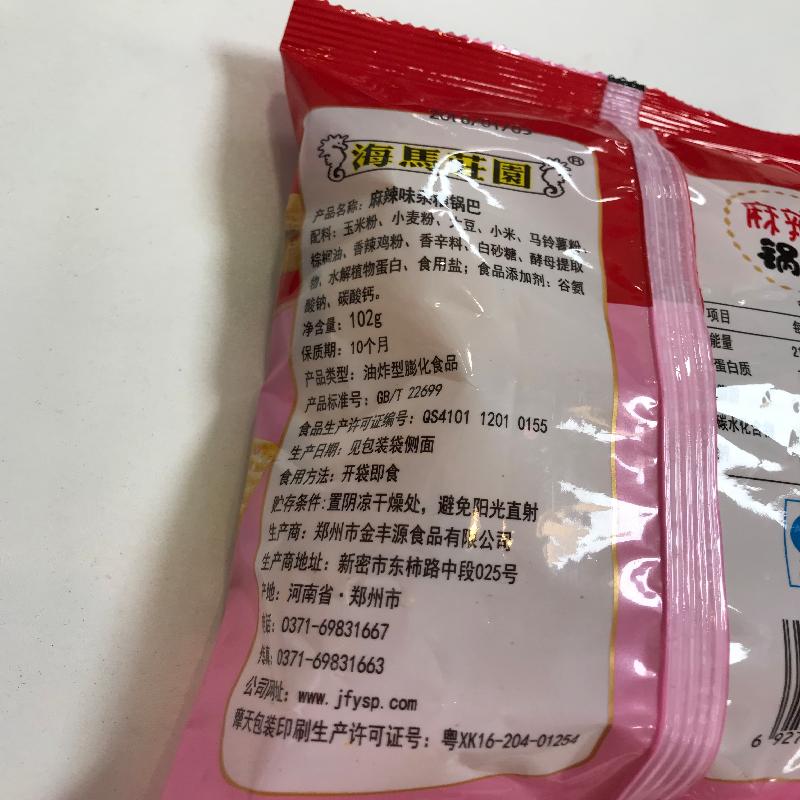 海馬莊園®
产品名称：麻辣味杂粮锅巴
配料：玉米粉、小麦粉、大豆、小米、马铃薯粉、
棕榈油、香辣鸡粉、香辛料、白砂糖、酵母提取
物、水解植物蛋白、食用盐；食品添加剂：谷氨
酸钠、碳酸钙。
净含量：102g
保质期：10个月
产品类型：油炸型膨化食品
产品标准号：GB/T 22699
食品生产许可证编号：QS4101 1201 0155
生产日期：见包装袋侧面
食用方法：开袋即食
贮存条件：置阴凉干燥处，避免阳光直射
生产商：郑州市金丰源食品有限公司
生产商地址：新密市东柿路中段025号
产地：河南省·郑州市
电话：0371-69831667
传真：0371-69831663
公司网址：www.jfysp.com
摩天包装印刷生产许可证号：粤XK16-204-01254
麻辣
锅
项目
能量
蛋白质
碳水化合
6 927